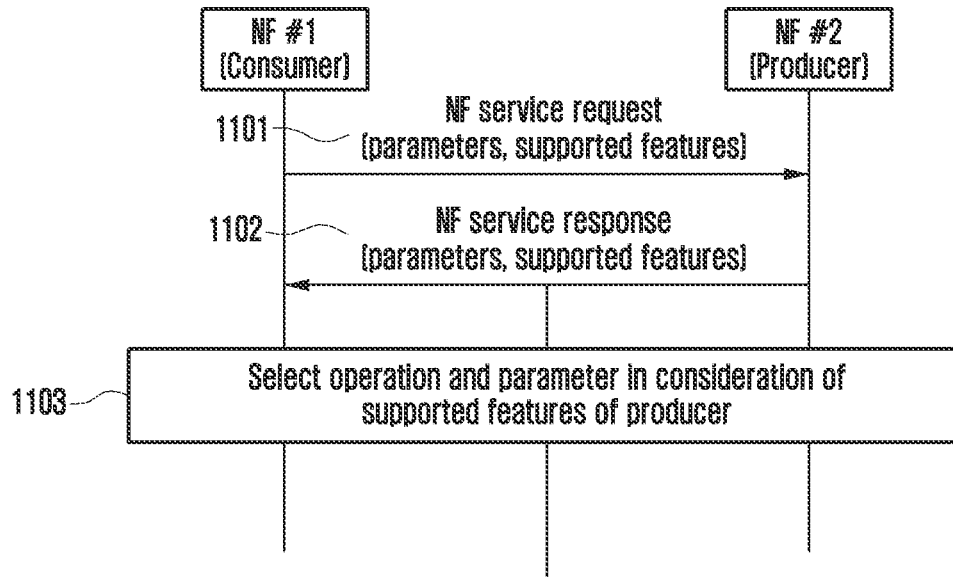 NF #1
(Consumer)
NF #2
(Producer)
1101
NF service request
(parameters, supported features)
1102
NF service response
(parameters, supported features)
1103
Select operation and parameter in consideration of
supported features of producer